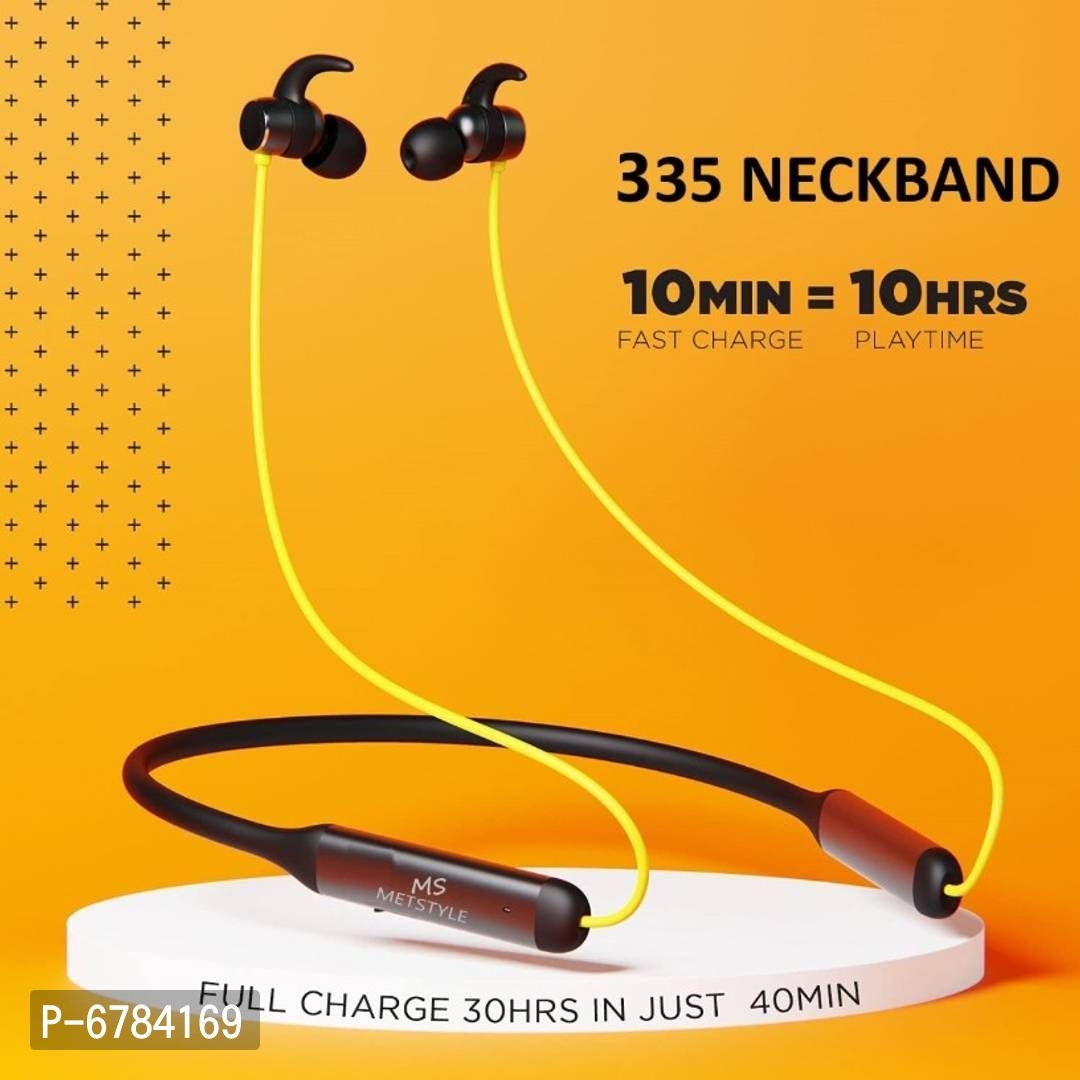 335 NECKBAND
10MIN = 10HRS
FAST CHARGE PLAYTIME
MS
METSTYLE
FULL CHARGE 30HRS IN JUST 40MIN
P-6784169